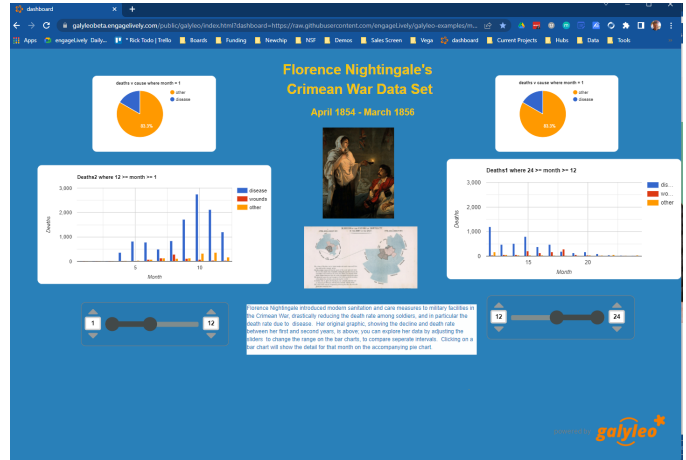 dashboard
galyleobeta.engagelively.com/public/galyleo/index.html?dashboard=https://raw.githubusercontent.com/engageLively/galyleo-examples/m...
Apps engageLively Daily... * Rick Todo | Trello Boards Funding Newchip NSF Demos Sales Screen Vega dashboard Current Projects Hubs Data Tools
Florence Nightingale's
Crimean War Data Set
April 1854 - March 1856
deaths v cause where month = 1
other
disease
deaths v cause where month = 1
other
disease
Deaths2 where 12 >= month >= 1
3,000
2,000
1,000
0
Deaths
5 10
Month
disease
wounds
other
Deaths1 where 24 >= month >= 12
3,000
2,000
1,000
0
Deaths
15 20
Month
dis...
wo...
other
1 12
12 24
Florence Nightingale introduced modern sanitation and care measures to military facilities in
the Crimean War, drastically reducing the death rate among soldiers, and in particular the
death rate due to disease. Her original graphic, showing the decline and death rate
between her first and second years, is above, you can explore her data by adjusting the
sliders to change the range on the bar charts, to compare seperate intervals. Clicking on a
bar chart will show the detail for that month on the accompanying pie chart.
powered by galyleo